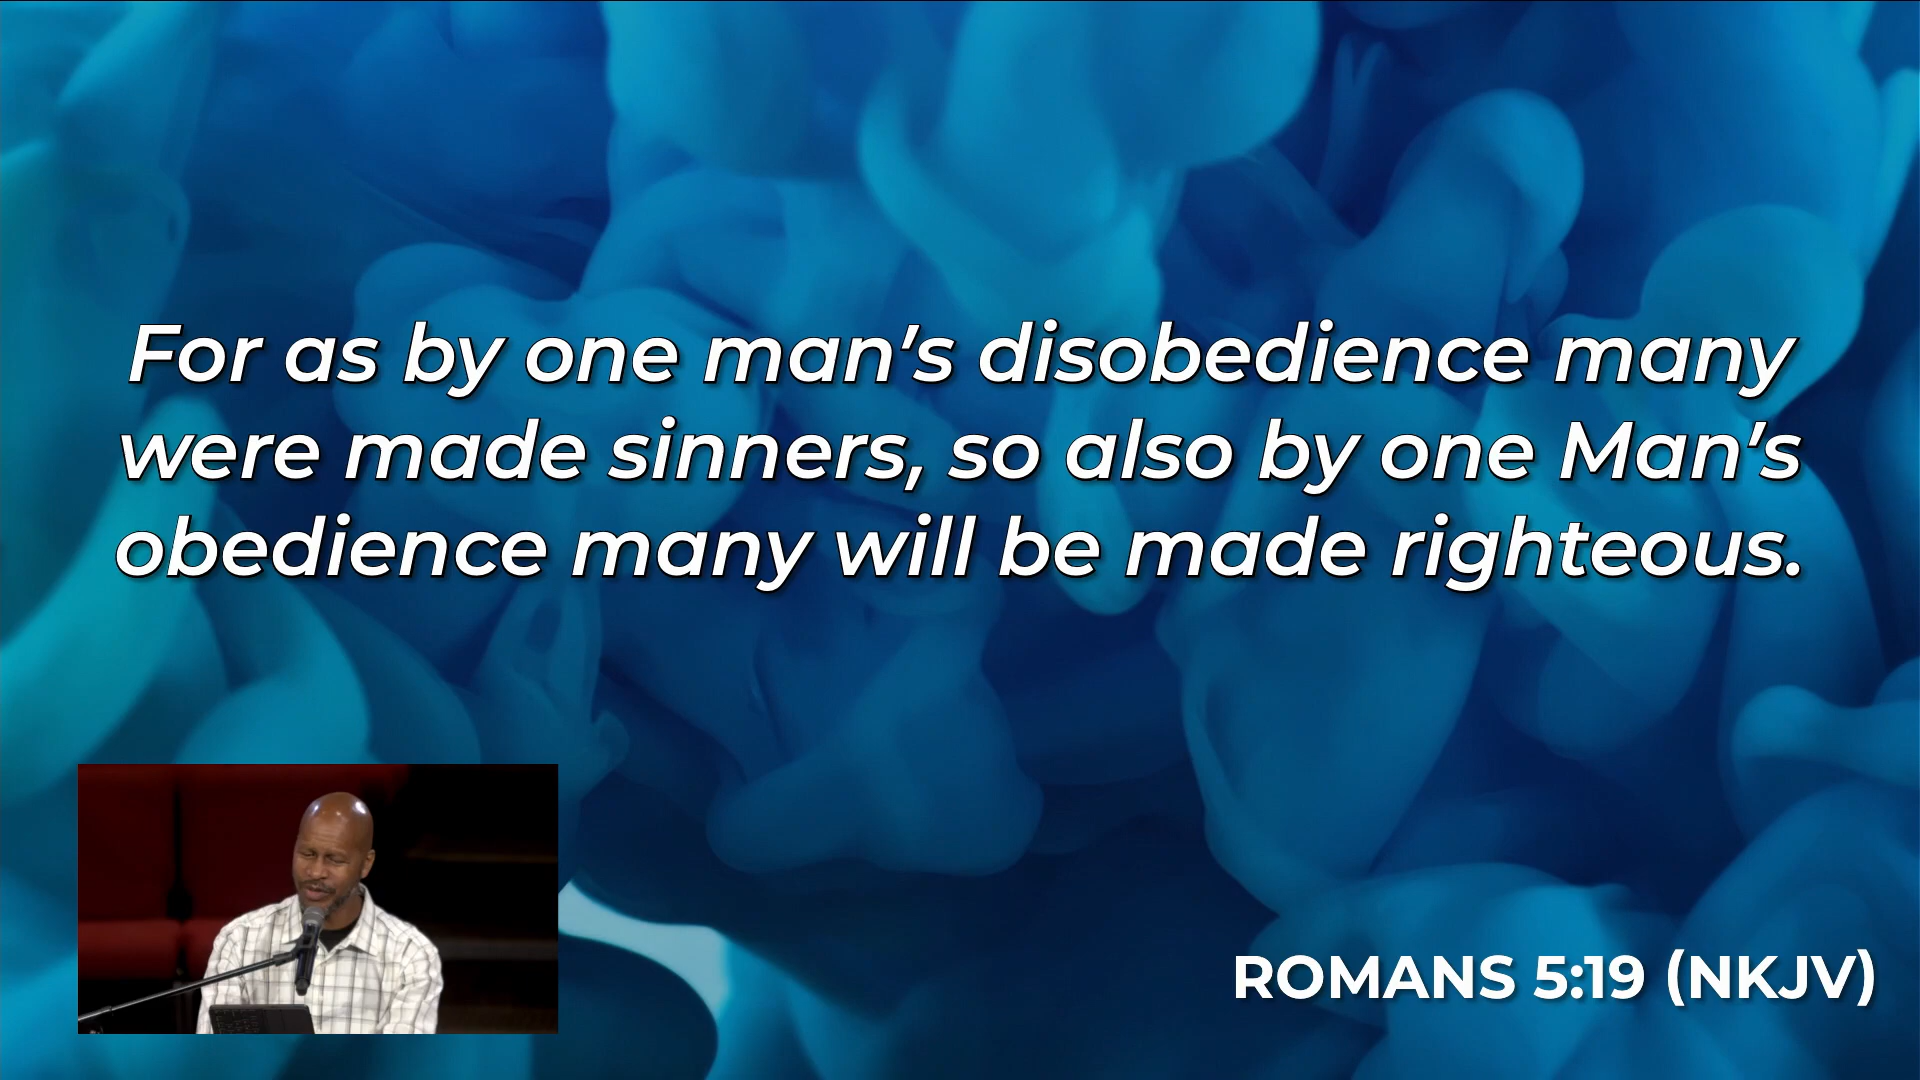 For as by one man’s disobedience many
were made sinners, so also by one Man’s
obedience many will be made righteous.
ROMANS 5:19 (NKJV)